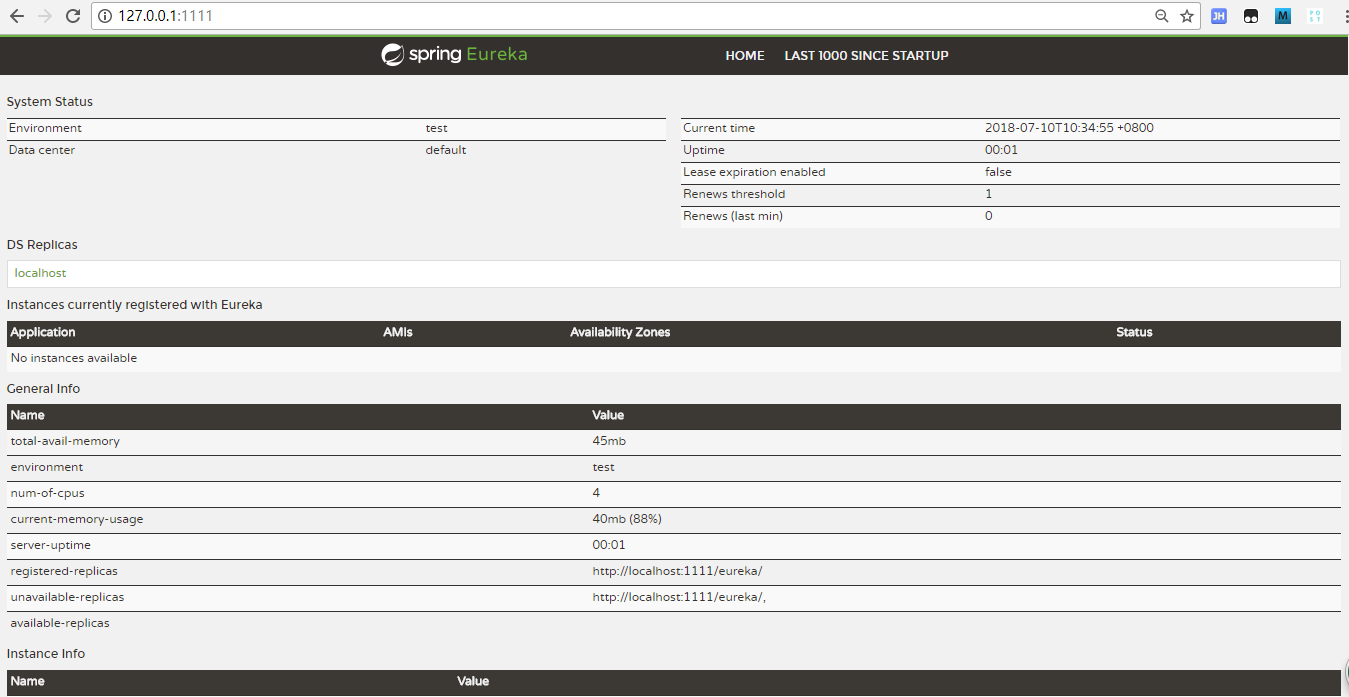 127.0.0.1:1111
JH M POST
spring Eureka HOME LAST 1000 SINCE STARTUP
System Status
Environment test
Data center default
Current time 2018-07-10T10:34:55 +0800
Uptime 00:01
Lease expiration enabled false
Renews threshold 1
Renews (last min) 0
DS Replicas
localhost
Instances currently registered with Eureka
Application AMIs Availability Zones Status
No instances available
General Info
Name Value
total-avail-memory 45mb
environment test
num-of-cpus 4
current-memory-usage 40mb (88%)
server-uptime 00:01
registered-replicas http://localhost:1111/eureka/
unavailable-replicas http://localhost:1111/eureka/,
available-replicas
Instance Info
Name Value